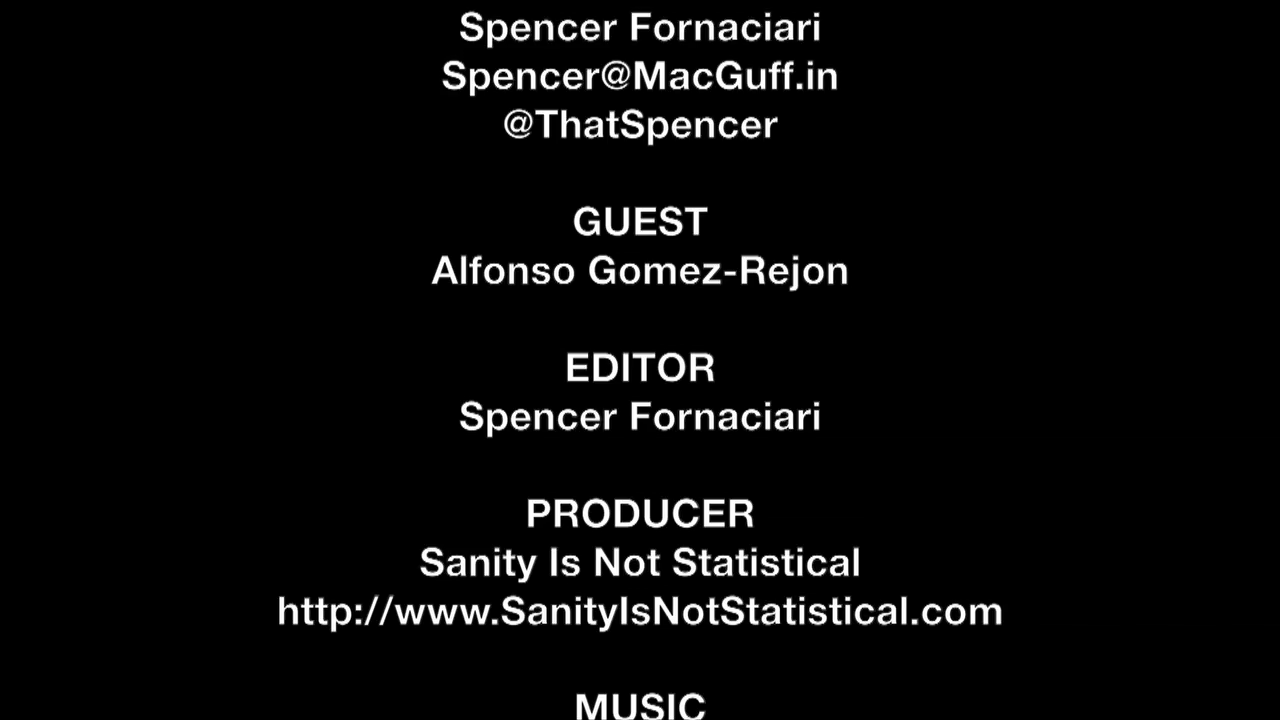 Spencer Fornaciari
Spencer@MacGuff.in
@ThatSpencer
GUEST
Alfonso Gomez-Rejon
EDITOR
Spencer Fornaciari
PRODUCER
Sanity Is Not Statistical
http://www.SanityIsNotStatistical.com
MUSIC